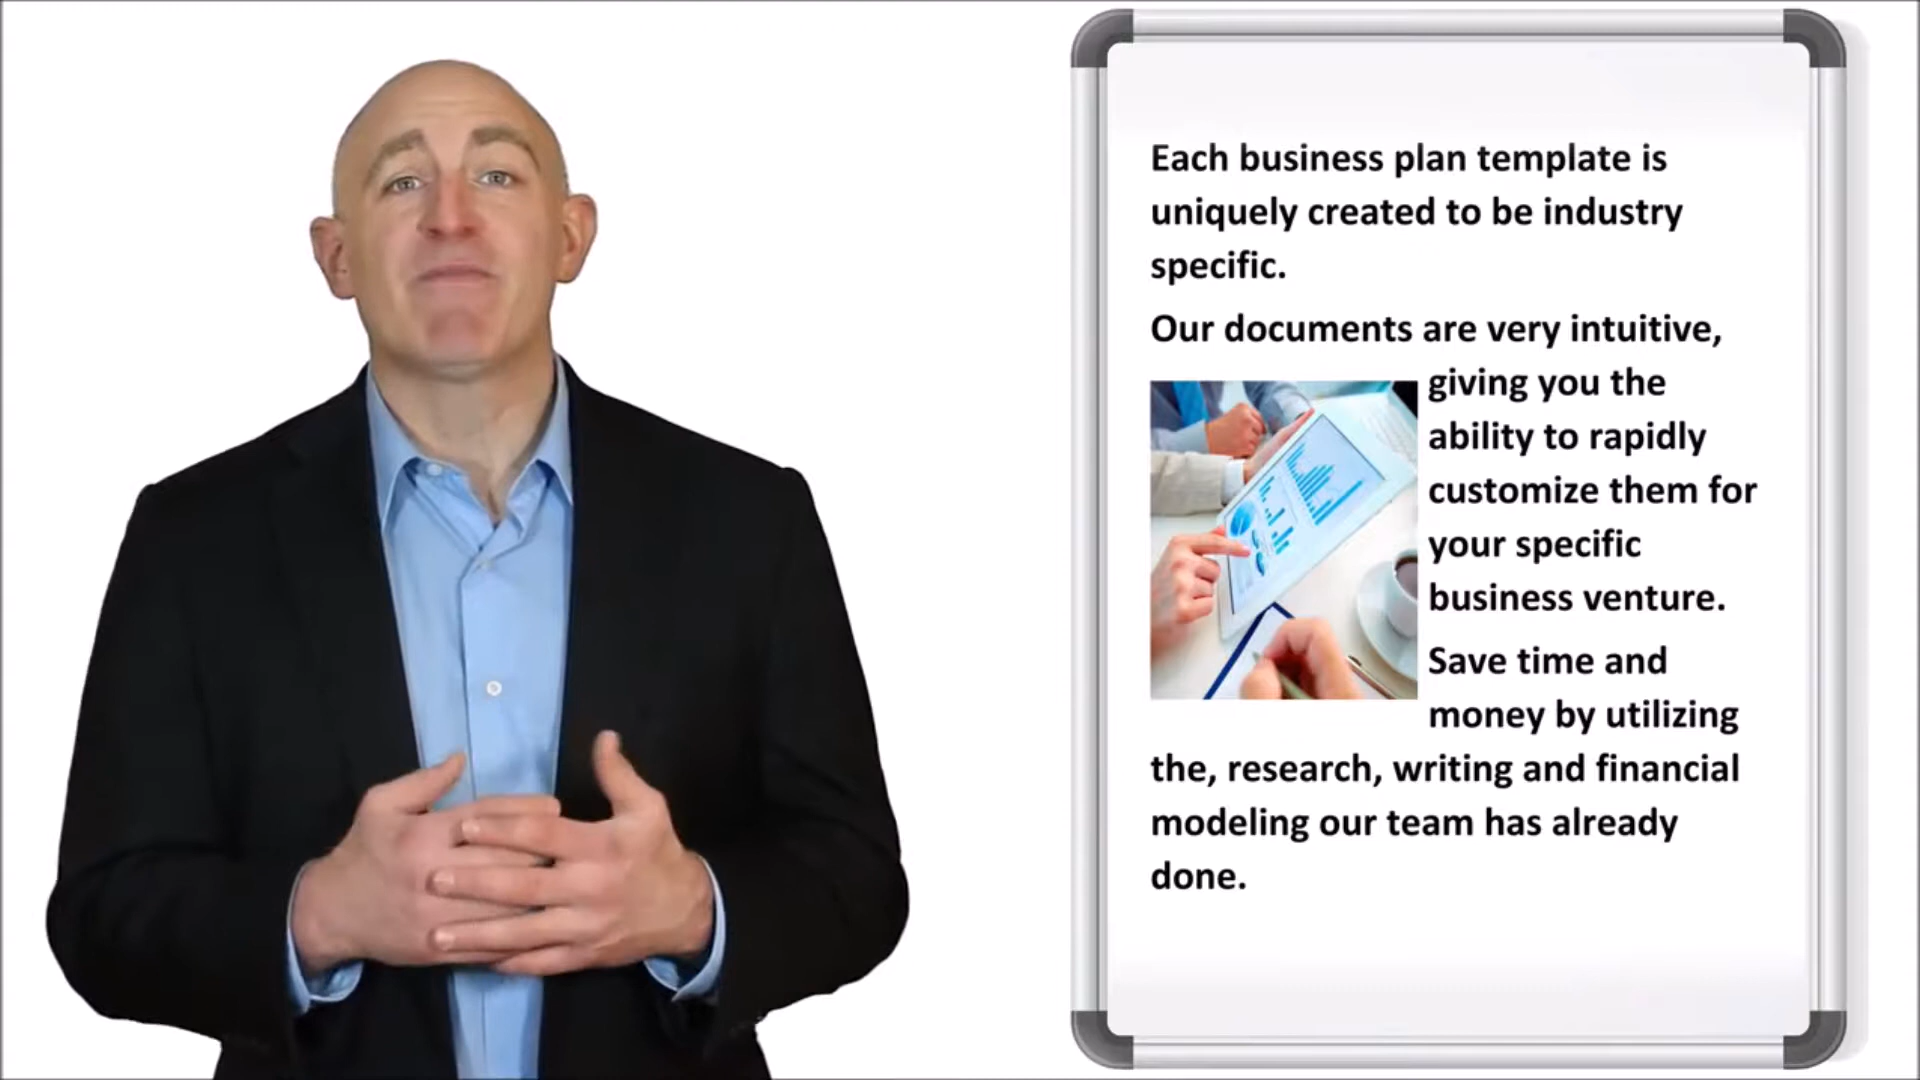 Each business plan template is
uniquely created to be industry
specific.
Our documents are very intuitive,
giving you the
ability to rapidly
customize them for
your specific
business venture.
Save time and
money by utilizing
the, research, writing and financial
modeling our team has already
done.